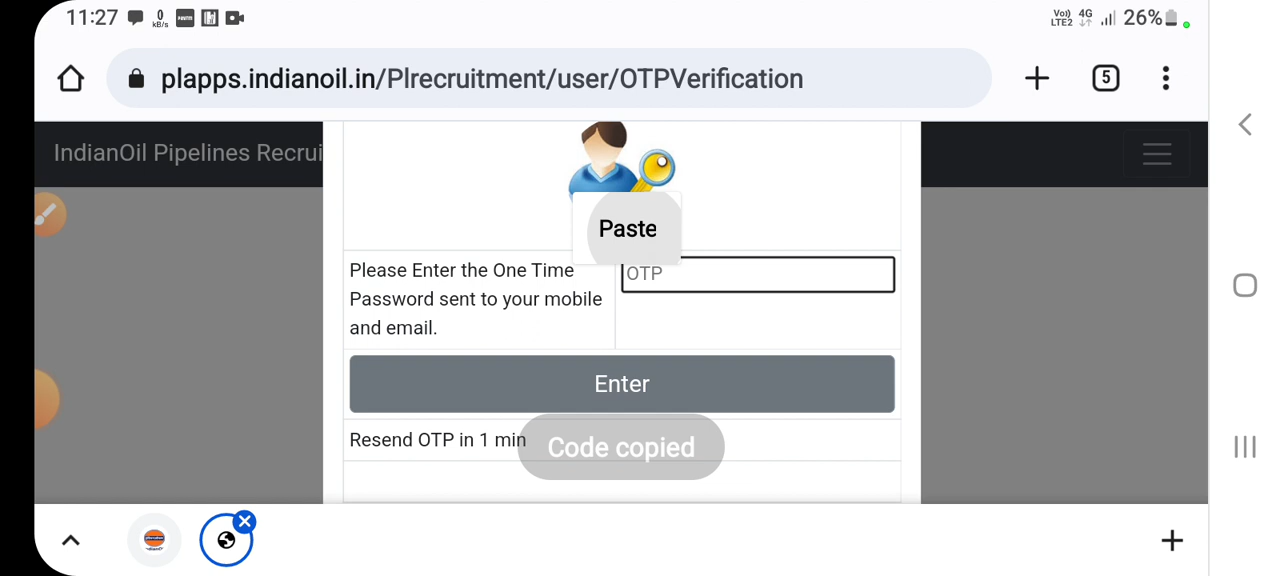 11:27
0
kB/s
Vo))
LTE2
4G
26%
plapps.indianoil.in/Plrecruitment/user/OTPVerification
5
IndianOil Pipelines Recrui
Paste
Please Enter the One Time
Password sent to your mobile
and email.
OTP
Enter
Resend OTP in 1 min
Code copied